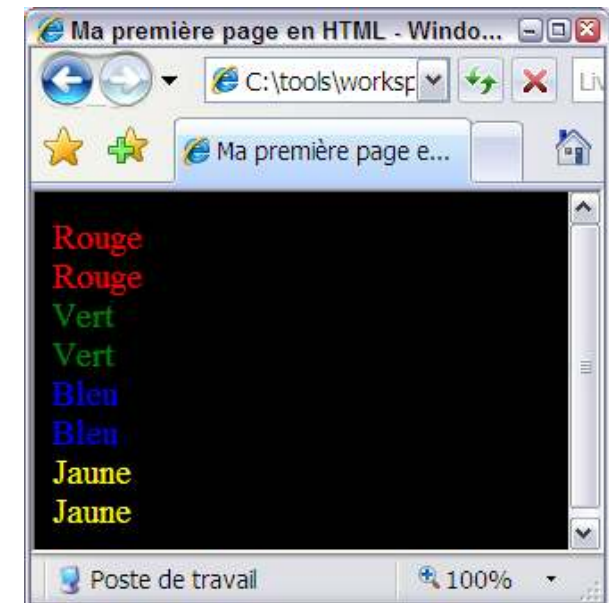 Ma première page en HTML - Windo...
C:\tools\worksp
Ma première page e...
Rouge
Rouge
Vert
Vert
Bleu
Bleu
Jaune
Jaune
Poste de travail 100%